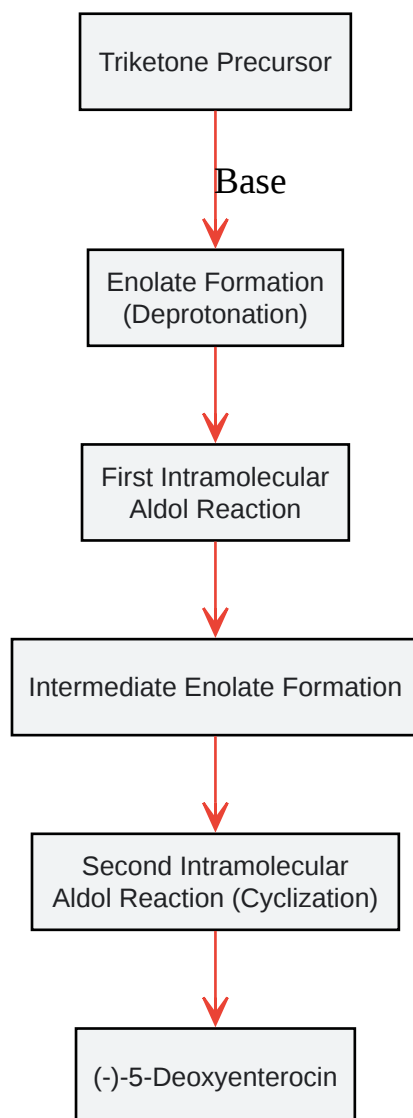 Triketone Precursor
Base
Enolate Formation
(Deprotonation)
First Intramolecular
Aldol Reaction
Intermediate Enolate Formation
Second Intramolecular
Aldol Reaction (Cyclization)
(-)-5-Deoxyenterocin